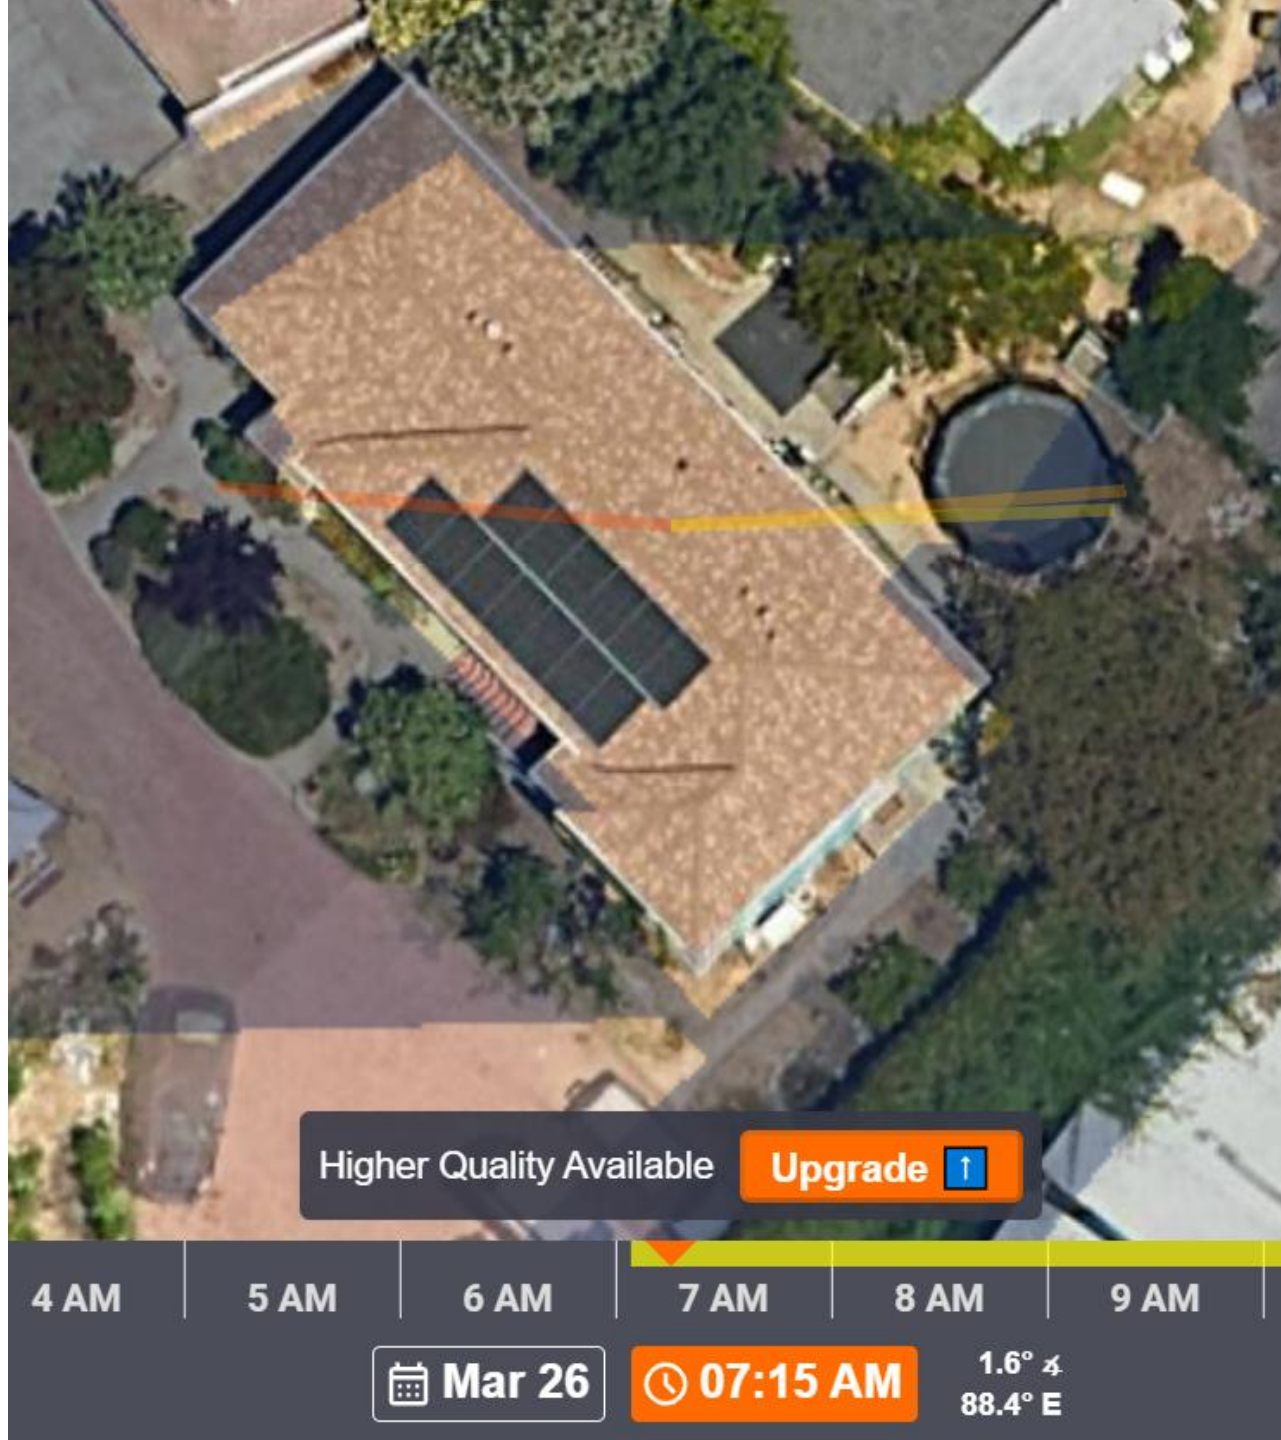 Higher Quality Available Upgrade ↑
4 AM 5 AM 6 AM 7 AM 8 AM 9 AM
Mar 26 07:15 AM
1.6° ∡
88.4° E